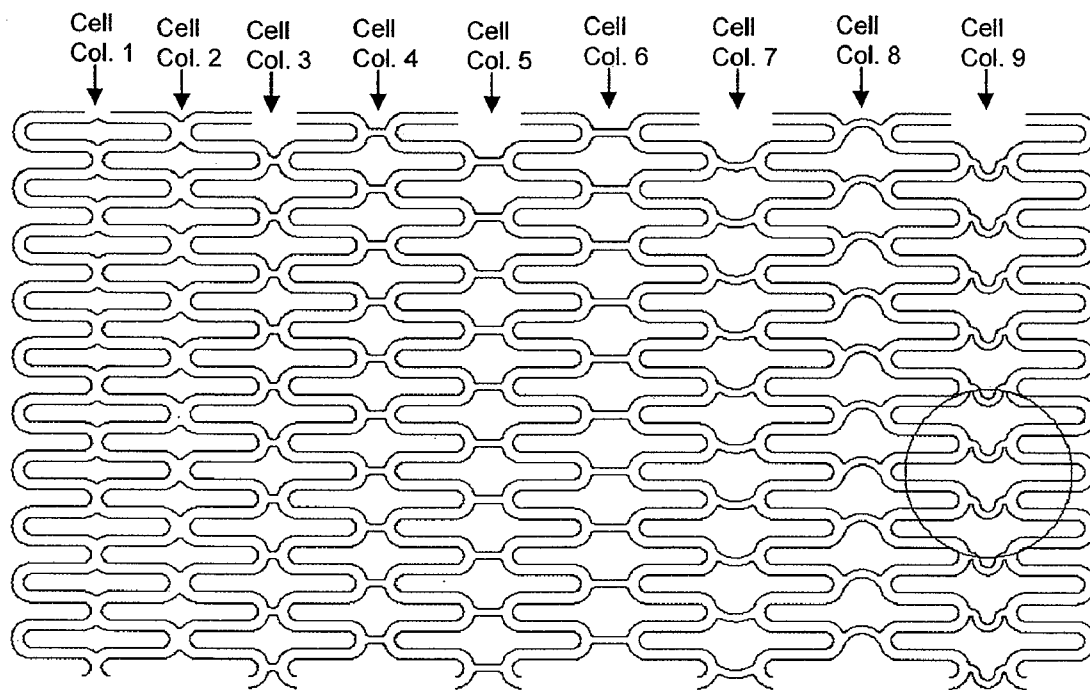 Cell
Col. 1
Cell
Col. 2
Cell
Col. 3
Cell
Col. 4
Cell
Col. 5
Cell
Col. 6
Cell
Col. 7
Cell
Col. 8
Cell
Col. 9